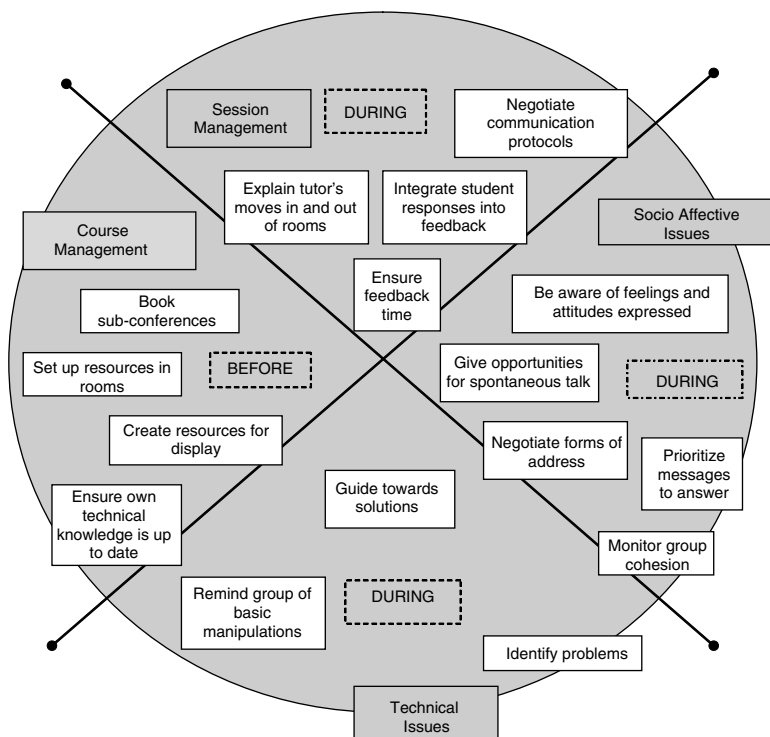 Session
Management
DURING
Negotiate
communication
protocols
Explain tutor's
moves in and out
of rooms
Integrate student
responses into
feedback
Course
Management
Socio Affective
Issues
Ensure
feedback
time
Book
sub-conferences
Be aware of feelings and
attitudes expressed
Set up resources in
rooms
BEFORE
Give opportunities
for spontaneous talk
DURING
Create resources for
display
Negotiate forms of
address
Prioritize
messages
to answer
Ensure own
technical
knowledge is up
to date
Guide towards
solutions
Monitor group
cohesion
Remind group of
basic
manipulations
DURING
Identify problems
Technical
Issues